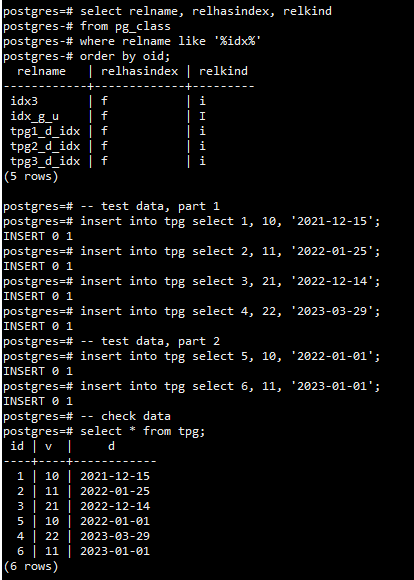 postgres=# select relname, relhasindex, relkind
postgres-# from pg_class
postgres-# where relname like '%idx%'
postgres-# order by oid;
  relname   | relhasindex | relkind
------------+-------------+---------
 idx3       | f           | i
 idx_g_u    | f           | I
 tpg1_d_idx | f           | i
 tpg2_d_idx | f           | i
 tpg3_d_idx | f           | i
(5 rows)

postgres=# -- test data, part 1
postgres=# insert into tpg select 1, 10, '2021-12-15';
INSERT 0 1
postgres=# insert into tpg select 2, 11, '2022-01-25';
INSERT 0 1
postgres=# insert into tpg select 3, 21, '2022-12-14';
INSERT 0 1
postgres=# insert into tpg select 4, 22, '2023-03-29';
INSERT 0 1
postgres=# -- test data, part 2
postgres=# insert into tpg select 5, 10, '2022-01-01';
INSERT 0 1
postgres=# insert into tpg select 6, 11, '2023-01-01';
INSERT 0 1
postgres=# -- check data
postgres=# select * from tpg;
 id | v  |     d
----+----+------------
  1 | 10 | 2021-12-15
  2 | 11 | 2022-01-25
  3 | 21 | 2022-12-14
  5 | 10 | 2022-01-01
  4 | 22 | 2023-03-29
  6 | 11 | 2023-01-01
(6 rows)